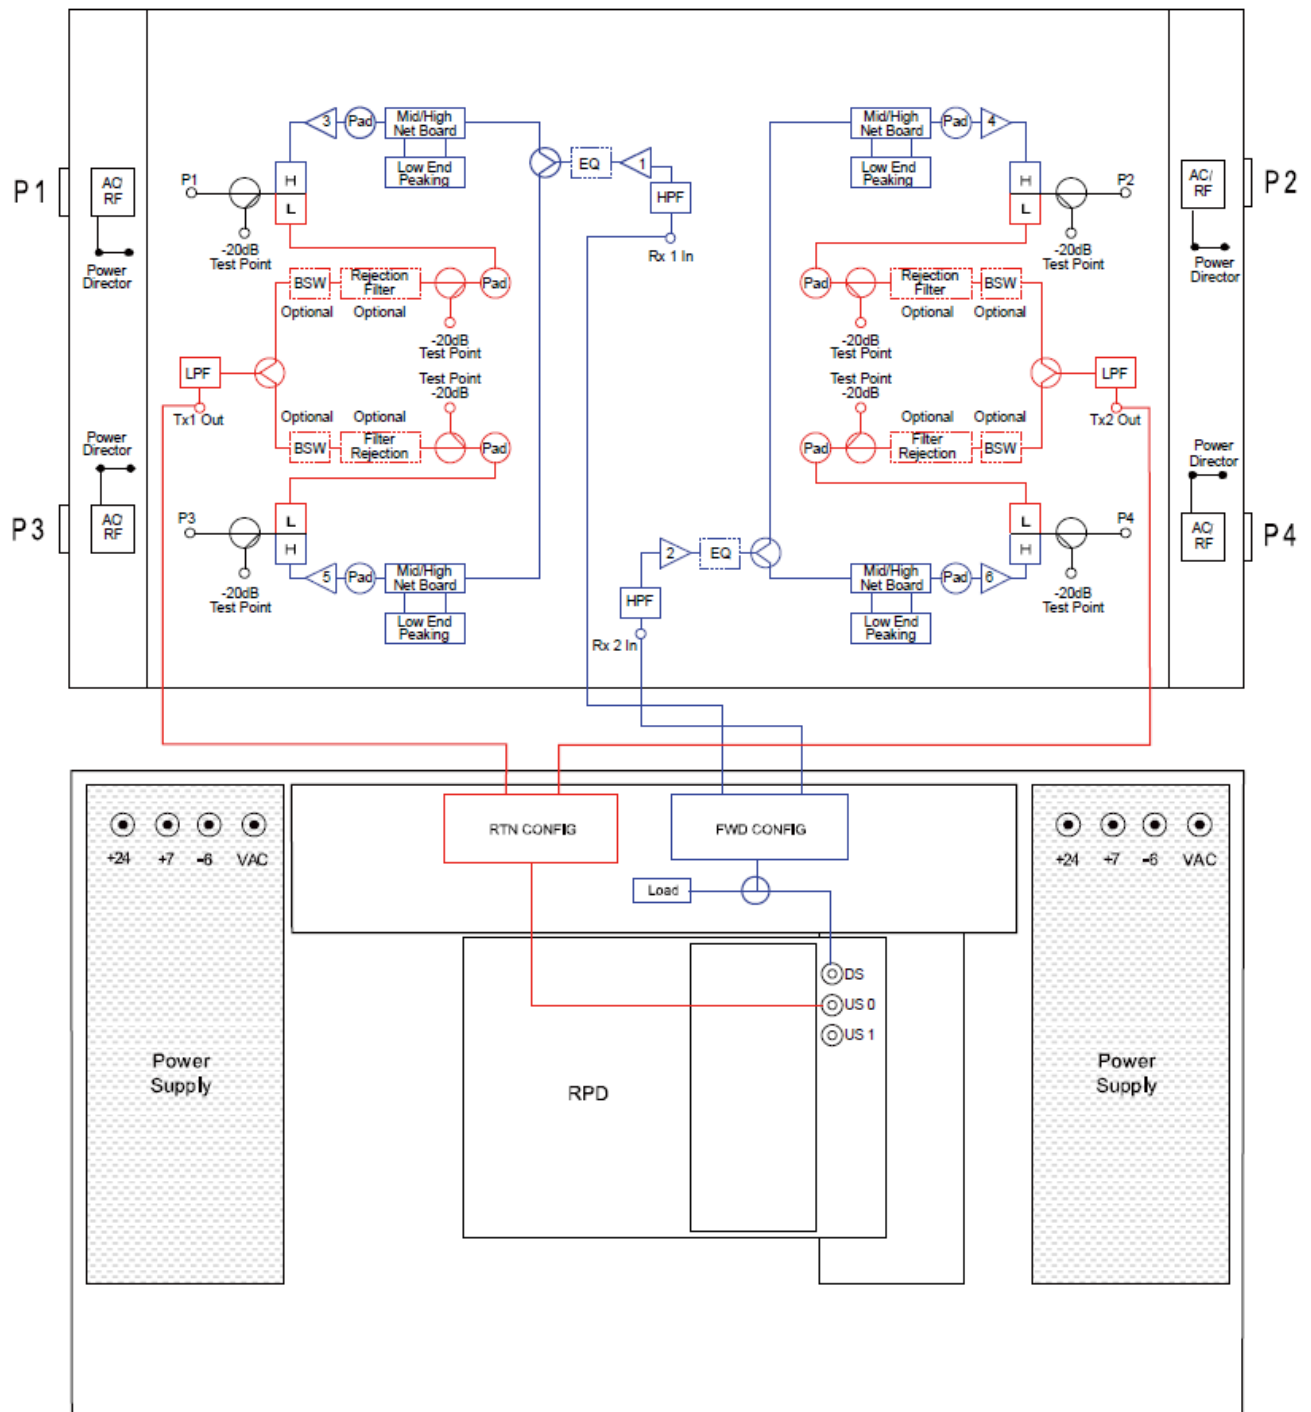 3 Pad Mid/High
Net Board
Low End
Peaking
EQ 1
HPF
Rx 1 In
Mid/High
Net Board Pad 4
Low End
Peaking
P1
AC/
RF
Power
Director
P1
H
L
-20dB
Test Point
H
L
P2
-20dB
Test Point
AC/
RF
P2
Power
Director
BSW
Optional
Rejection
Filter
Optional
Pad
-20dB
Test Point
Pad
-20dB
Test Point
Rejection
Filter
Optional
BSW
Optional
LPF
Tx1 Out
Test Point
-20dB
Optional
BSW
Optional
Filter
Rejection
Pad
Test Point
-20dB
Pad
Optional
Filter
Rejection
Optional
BSW
LPF
Tx2 Out
Power
Director
P3
AC/
RF
P3
L
H
-20dB
Test Point
5 Pad Mid/High
Net Board
Low End
Peaking
2 EQ
HPF
Rx 2 In
Mid/High
Net Board Pad 6
Low End
Peaking
L
H
P4
-20dB
Test Point
Power
Director
AC/
RF
P4
+24 +7 -6 VAC
RTN CONFIG
FWD CONFIG
Load
+24 +7 -6 VAC
DS
US 0
US 1
Power
Supply
RPD
Power
Supply